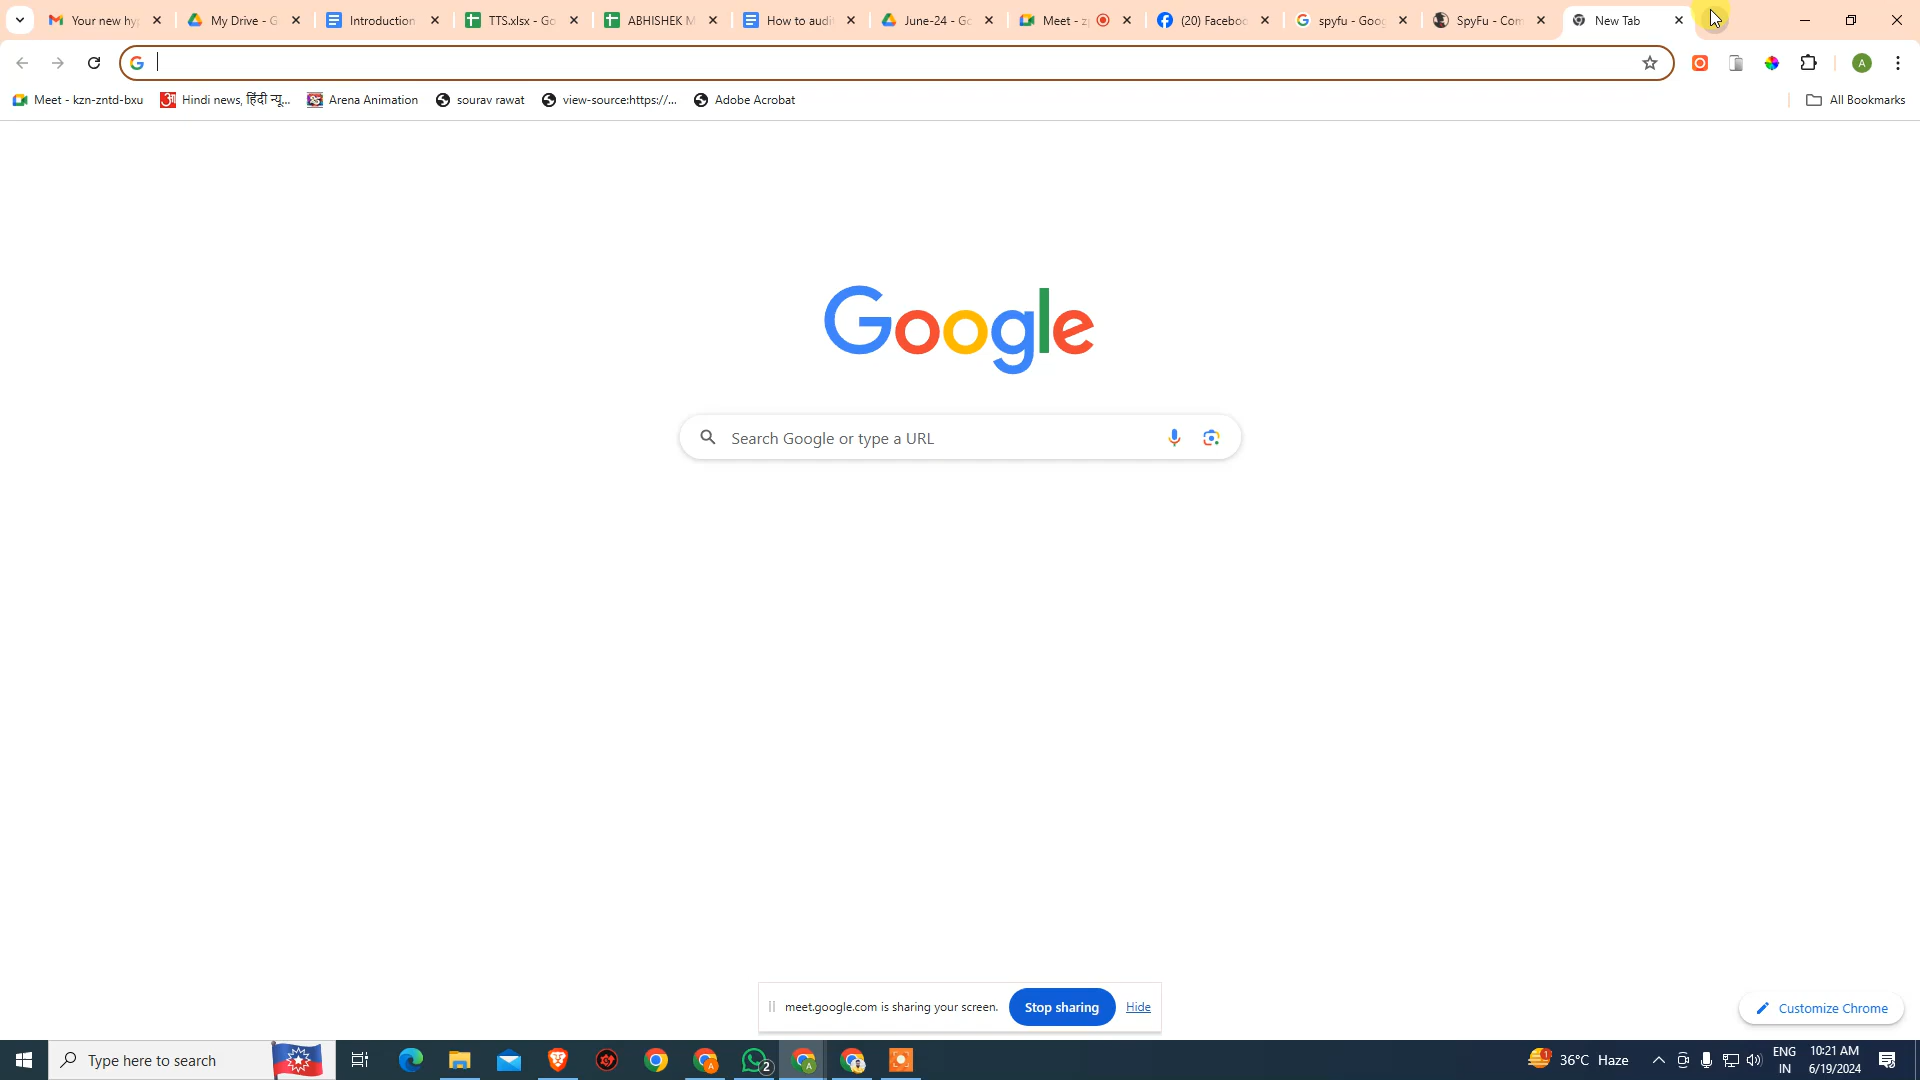 Your new hy
My Drive - G
Introduction
TTS.xlsx - Go
ABHISHEK M
How to audi
June-24 - Go
Meet - z
(20) Faceboo
spyfu - Goog
SpyFu - Com
New Tab
Meet - kzn-zntd-bxu
Hindi news, हिंदी न्यू...
Arena Animation
sourav rawat
view-source:https://...
Adobe Acrobat
All Bookmarks
A
Google
Search Google or type a URL
meet.google.com is sharing your screen.
Stop sharing
Hide
Customize Chrome
Type here to search
2
36°C Haze
ENG
IN
10:21 AM
6/19/2024